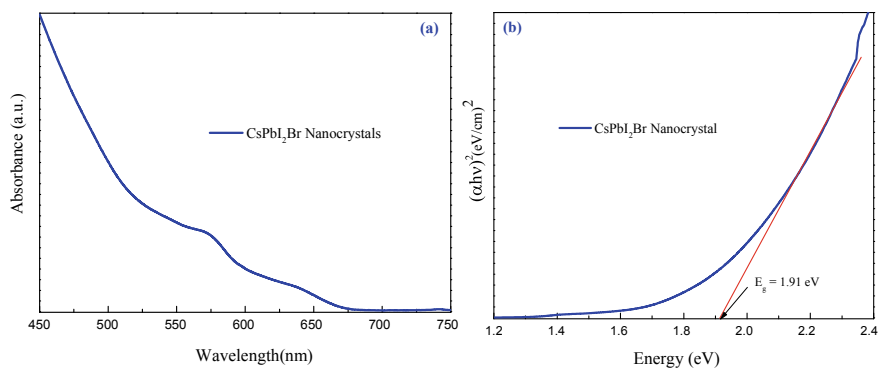 (a)
CsPbI₂Br Nanocrystals
Absorbance (a.u.)
450 500 550 600 650 700 750
Wavelength(nm)
(b)
CsPbI₂Br Nanocrystal
(αhν)²(eV/cm)²
E_g = 1.91 eV
1.2 1.4 1.6 1.8 2.0 2.2 2.4
Energy (eV)